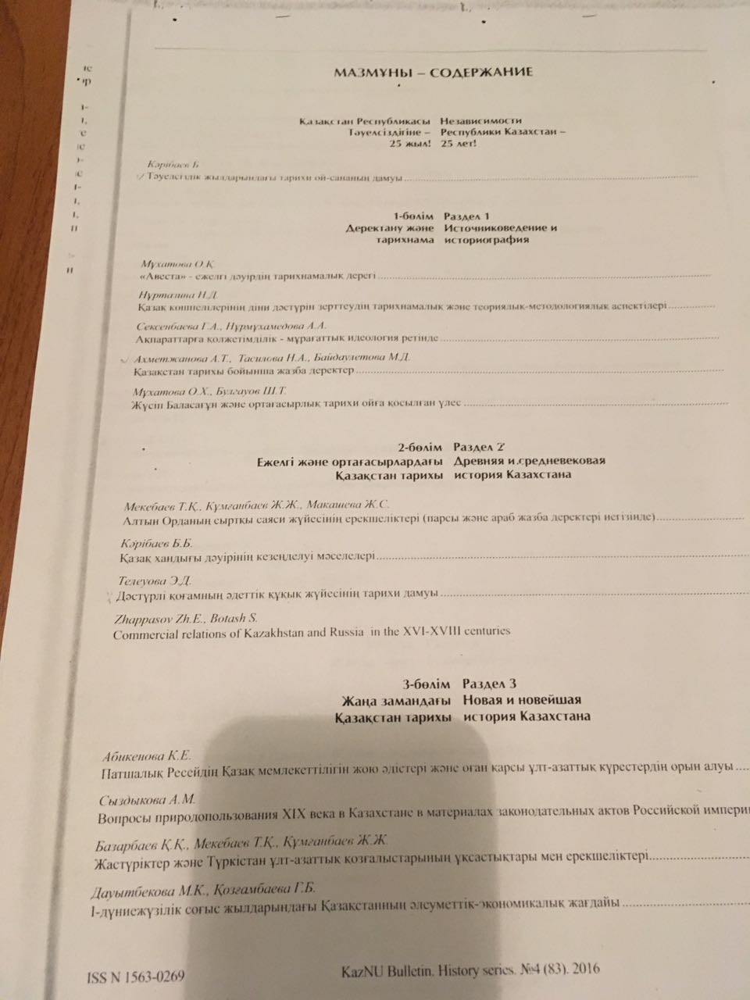 МАЗМҰНЫ – СОДЕРЖАНИЕ
Қазақстан Республикасы Независимости
Тәуелсіздігіне – Республики Казахстан –
25 жыл! 25 лет!
Кәрібаев Б.
Тәуелсіздік жылдарындағы тарихи ой-сананың дамуы
1-бөлім Раздел 1
Деректану және Источниковедение и
тарихнама историография
Мұхатова О.Қ.
«Авеста» - ежелгі дәуірдің тарихнамалық дерегі
Нұрталина Н.Д.
Қазақ көшпелілерінің діни дәстүрін зерттеудің тарихнамалық және теориялық-методологиялық аспектілері
Сексенбаева Г.А., Нұрмұхамедова А.А.
Ақпараттарға қолжетімділік - мұрағаттық идеология ретінде
Ахметжанова А.Т., Тасилова Н.А., Байдаулетова М.Д.
Қазақстан тарихы бойынша жазба деректер
Мұхатова О.Х., Булгауов Ш.Т.
Жүсіп Баласағұн және ортағасырлық тарихи ойға қосылған үлес
2-бөлім Раздел 2
Ежелгі және ортағасырлардағы Древняя и средневековая
Қазақстан тарихы история Казахстана
Мекебаев Т.Қ., Құмғанбаев Ж.Ж., Макашева Ж.С.
Алтын Орданың сыртқы саяси жүйесінің ерекшеліктері (парсы және араб жазба деректері негізінде)
Кәрібаев Б.Б.
Қазақ хандығы дәуірінің кезеңделуі мәселелері
Телеуова Э.Д.
Дәстүрлі қоғамның әдеттік құқық жүйесінің тарихи дамуы
Zhappasov Zh.E., Botash S.
Commercial relations of Kazakhstan and Russia in the XVI-XVIII centuries
3-бөлім Раздел 3
Жаңа замандағы Новая и новейшая
Қазақстан тарихы история Казахстана
Абикенова К.Е.
Патшалық Ресейдің Қазақ мемлекеттілігін жою әдістері және оған қарсы ұлт-азаттық күрестердің орын алуы
Сыздыкова А.М.
Вопросы природопользования XIX века в Казахстане в материалах законодательных актов Российской импери
Базарбаев Қ.Қ., Мекебаев Т.Қ., Құмғанбаев Ж.Ж.
Жастүріктер және Түркістан ұлт-азаттық қозғалыстарының ұқсастықтары мен ерекшеліктері
Дауытбекова М.К., Қозғамбаева Г.Б.
І-дүниежүзілік соғыс жылдарындағы Қазақстанның әлеуметтік-экономикалық жағдайы
ISSN 1563-0269 KazNU Bulletin. History series. №4 (83). 2016